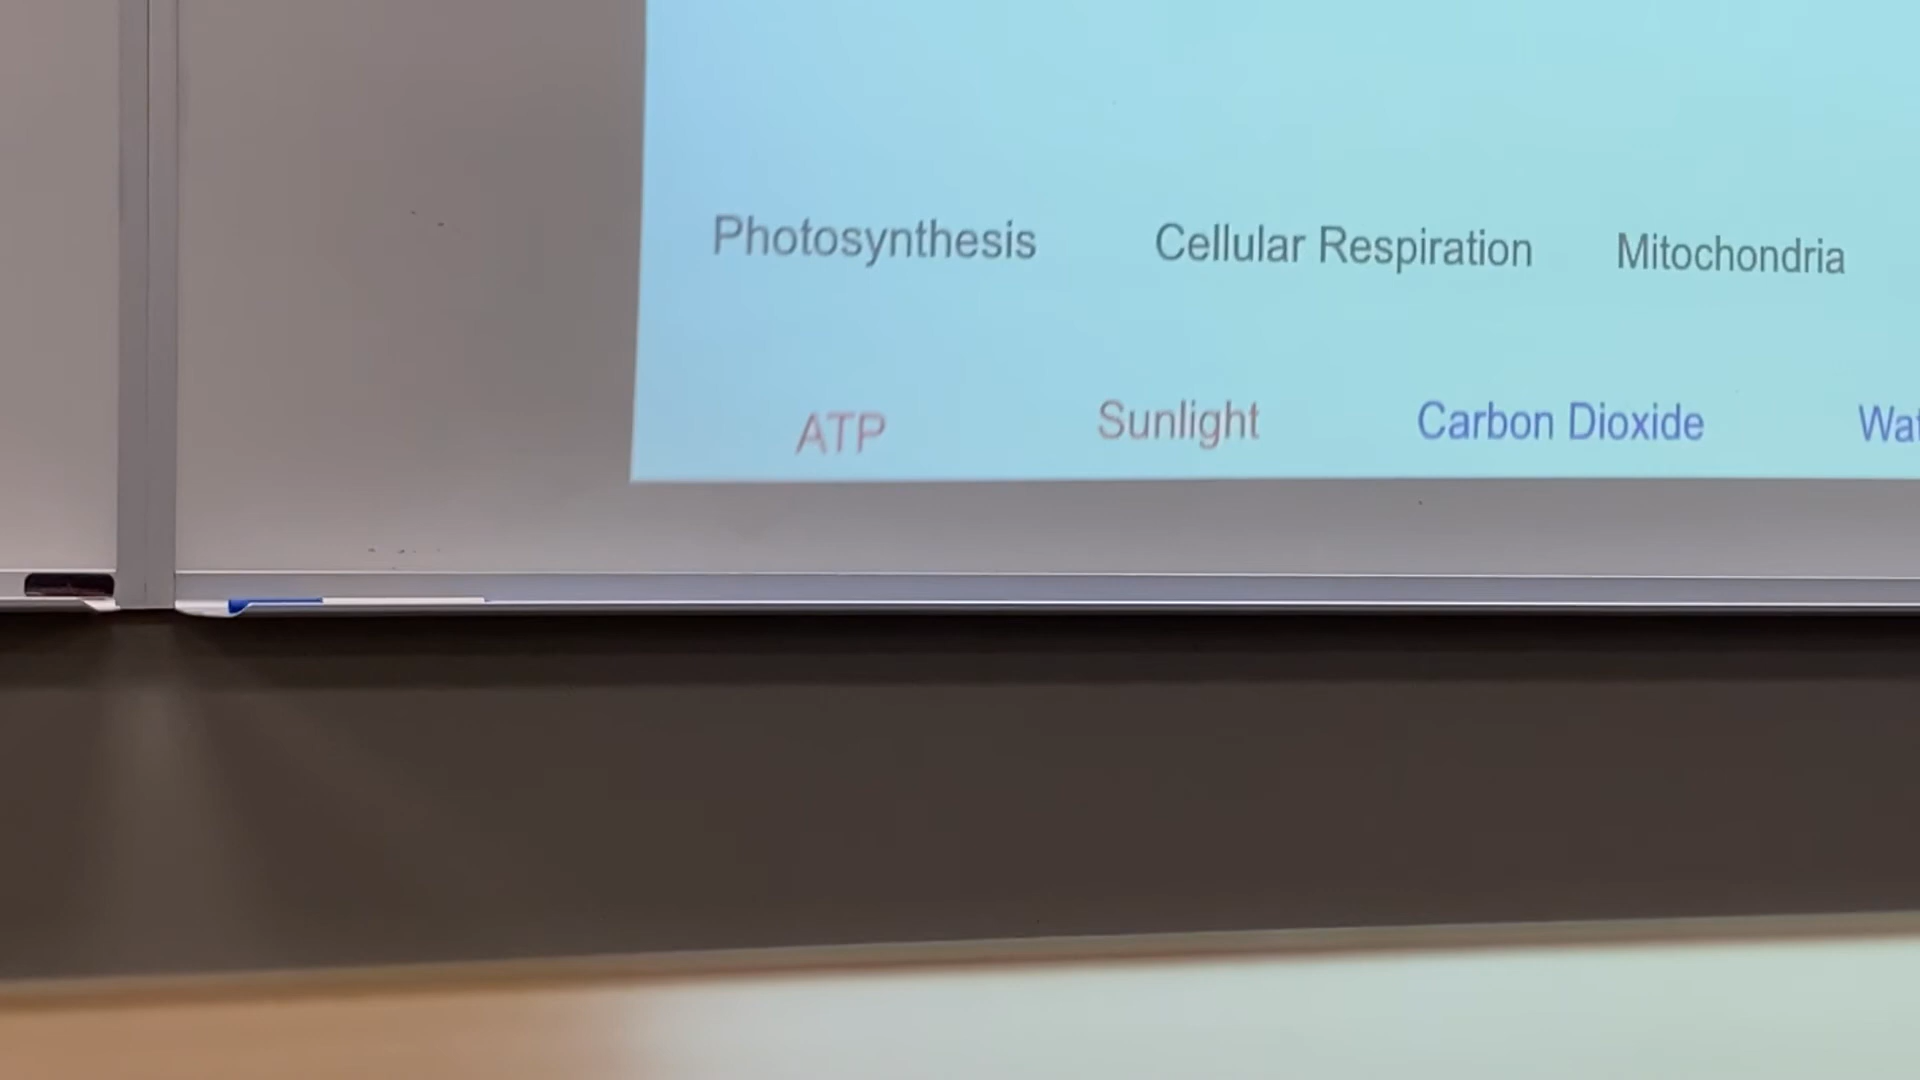 Photosynthesis Cellular Respiration Mitochondria
ATP Sunlight Carbon Dioxide